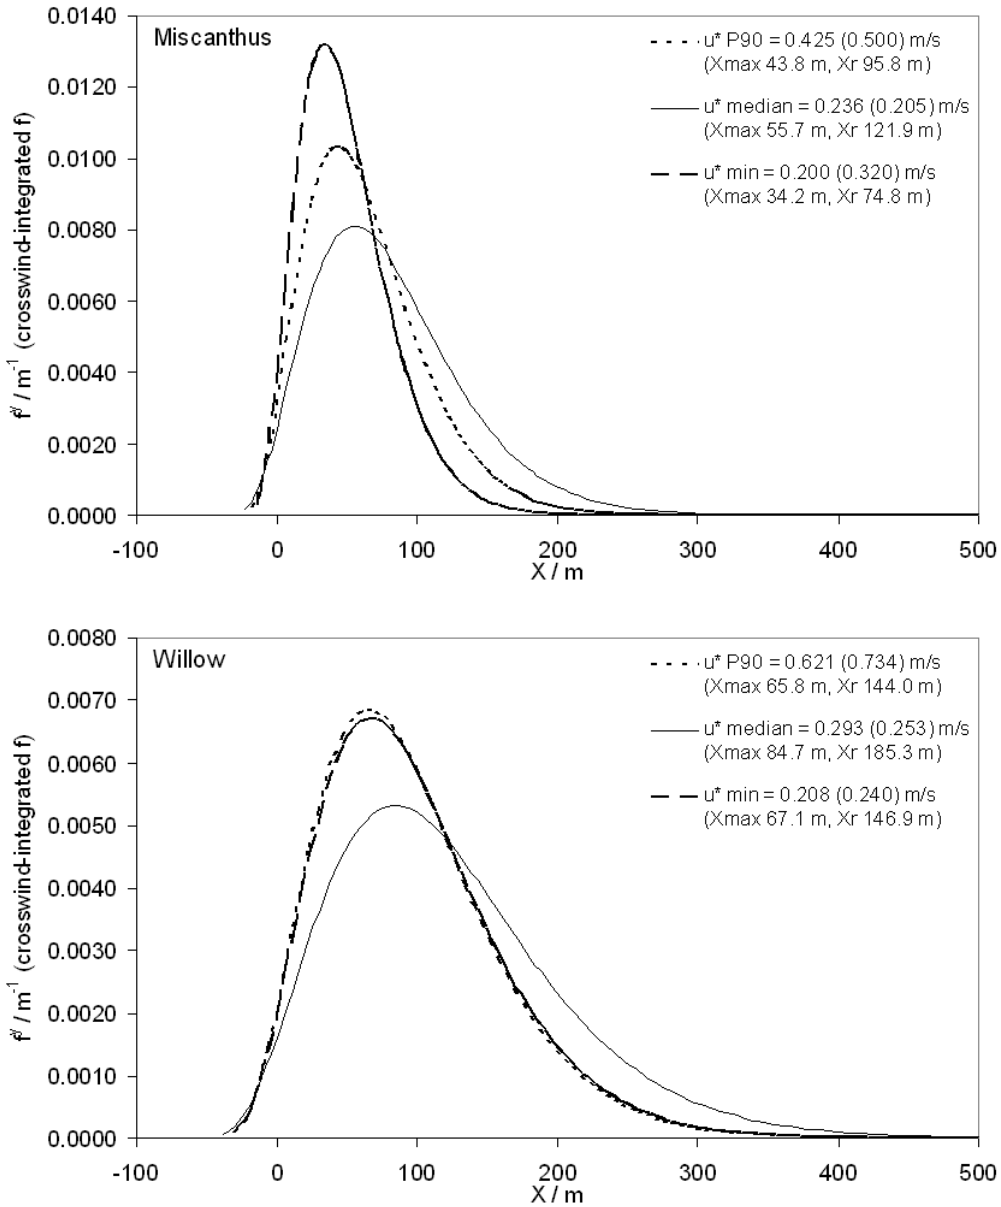 Miscanthus
u* P90 = 0.425 (0.500) m/s
(Xmax 43.8 m, Xr 95.8 m)
u* median = 0.236 (0.205) m/s
(Xmax 55.7 m, Xr 121.9 m)
u* min = 0.200 (0.320) m/s
(Xmax 34.2 m, Xr 74.8 m)
f^y / m^-1 (crosswind-integrated f)
0.0140
0.0120
0.0100
0.0080
0.0060
0.0040
0.0020
0.0000
-100 0 100 200 300 400 500
X / m
Willow
u* P90 = 0.621 (0.734) m/s
(Xmax 65.8 m, Xr 144.0 m)
u* median = 0.293 (0.253) m/s
(Xmax 84.7 m, Xr 185.3 m)
u* min = 0.208 (0.240) m/s
(Xmax 67.1 m, Xr 146.9 m)
f^y / m^-1 (crosswind-integrated f)
0.0080
0.0070
0.0060
0.0050
0.0040
0.0030
0.0020
0.0010
0.0000
-100 0 100 200 300 400 500
X / m